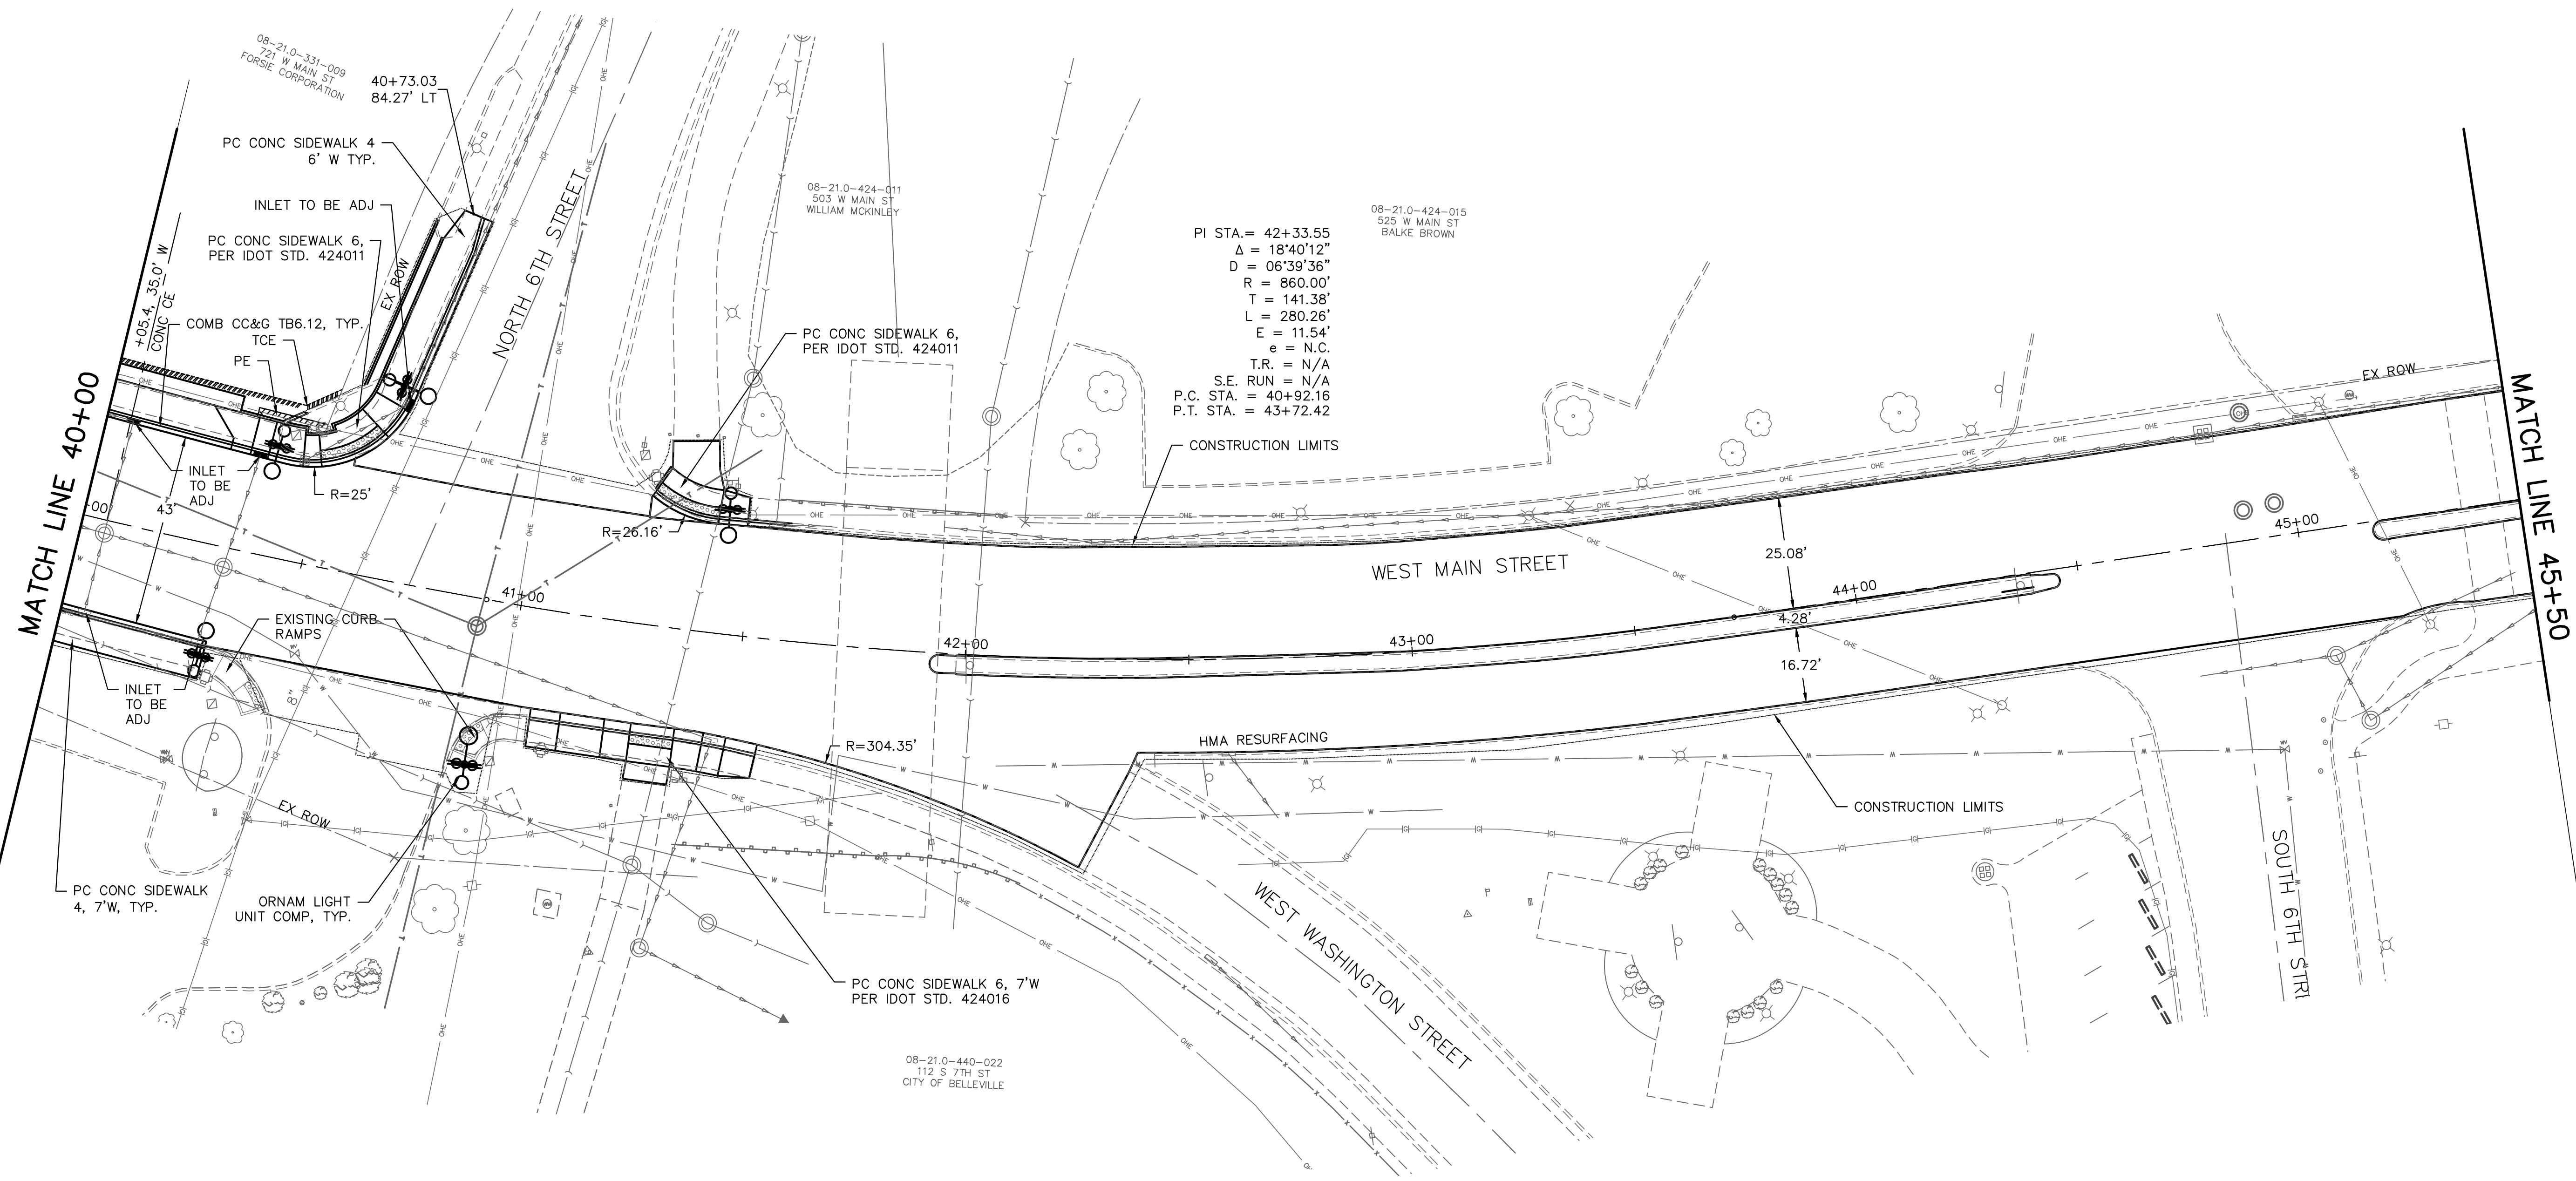 08-21.0-331-009
721 W MAIN ST
FORSIE CORPORATION
40+73.03
84.27' LT
PC CONC SIDEWALK 4
6' W TYP.
INLET TO BE ADJ
PC CONC SIDEWALK 6,
PER IDOT STD. 424011
+05.4, 35.0' W
CONC CE
EX ROW
COMB CC&G TB6.12, TYP.
TCE
PE
NORTH 6TH STREET
MATCH LINE 40+00
INLET
TO BE
ADJ
43'
R=25'
+00
08-21.0-424-011
503 W MAIN ST
WILLIAM MCKINLEY
PC CONC SIDEWALK 6,
PER IDOT STD. 424011
R=26.16'
08-21.0-424-015
525 W MAIN ST
BALKE BROWN
PI STA.= 42+33.55
Δ = 18°40'12"
D = 06°39'36"
R = 860.00'
T = 141.38'
L = 280.26'
E = 11.54'
e = N.C.
T.R. = N/A
S.E. RUN = N/A
P.C. STA. = 40+92.16
P.T. STA. = 43+72.42
CONSTRUCTION LIMITS
EX ROW
MATCH LINE 45+50
WEST MAIN STREET
25.08'
4.28'
16.72'
41+00
42+00
43+00
44+00
45+00
EXISTING CURB
RAMPS
INLET
TO BE
ADJ
8"
EX ROW
PC CONC SIDEWALK
4, 7'W, TYP.
ORNAM LIGHT
UNIT COMP, TYP.
R=304.35'
HMA RESURFACING
CONSTRUCTION LIMITS
PC CONC SIDEWALK 6, 7'W
PER IDOT STD. 424016
WEST WASHINGTON STREET
SOUTH 6TH STRI
08-21.0-440-022
112 S 7TH ST
CITY OF BELLEVILLE